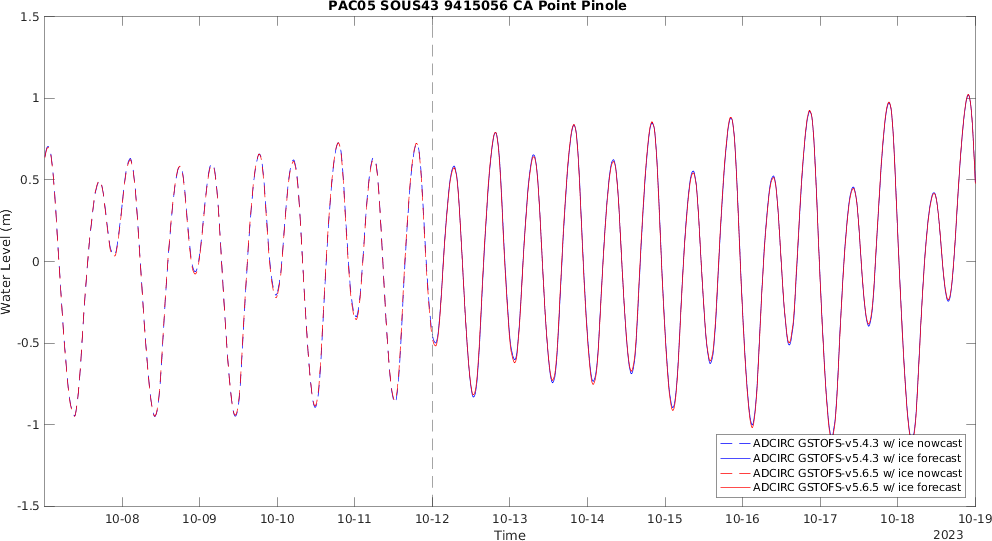 PAC05 SOUS43 9415056 CA Point Pinole
1.5
1
0.5
0
-0.5
-1
-1.5
Water Level (m)
ADCIRC GSTOFS-v5.4.3 w/ ice nowcast
ADCIRC GSTOFS-v5.4.3 w/ ice forecast
ADCIRC GSTOFS-v5.6.5 w/ ice nowcast
ADCIRC GSTOFS-v5.6.5 w/ ice forecast
10-08 10-09 10-10 10-11 10-12 10-13 10-14 10-15 10-16 10-17 10-18 10-19
Time
2023